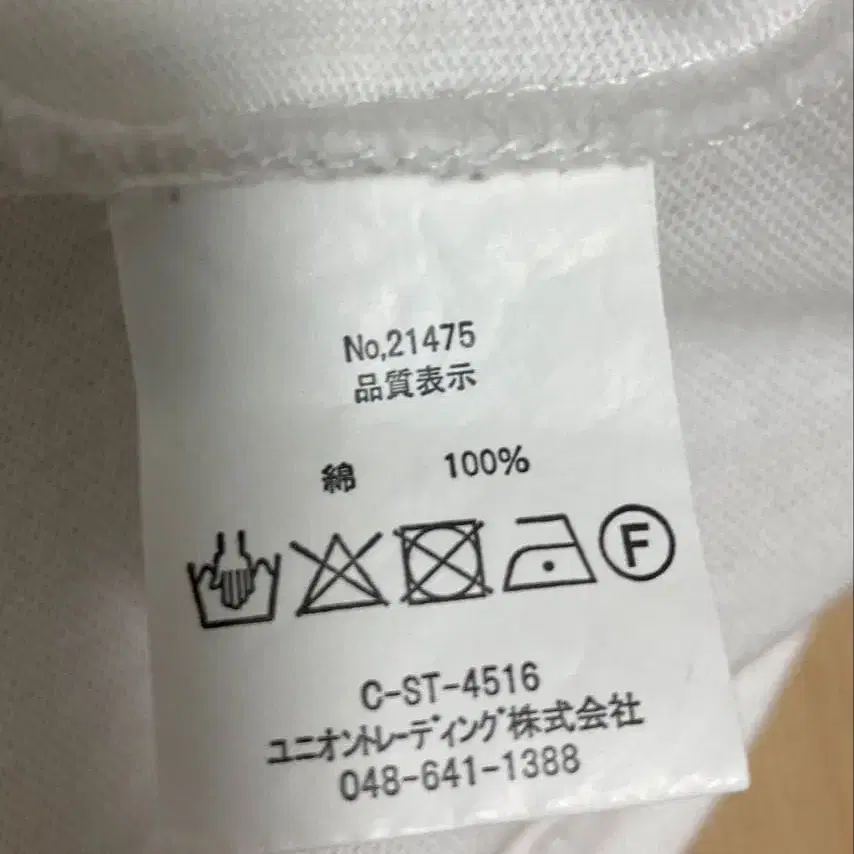 No,21475
品質表示
綿 100%
F
C-ST-4516
ユニオントレーディング株式会社
048-641-1388